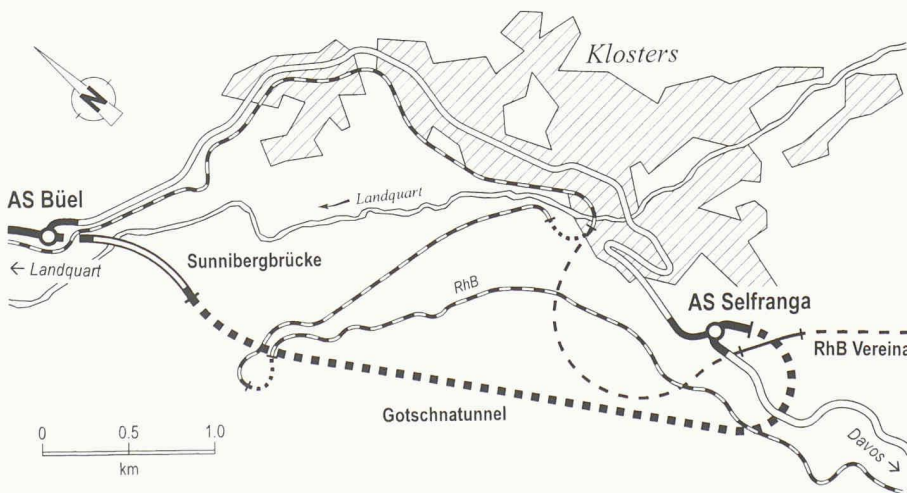 Klosters
N
AS Büel
Landquart
← Landquart
Sunnibergbrücke
RhB
AS Selfranga
RhB Vereina
Gotschnatunnel
0 0.5 1.0
km
Davos →